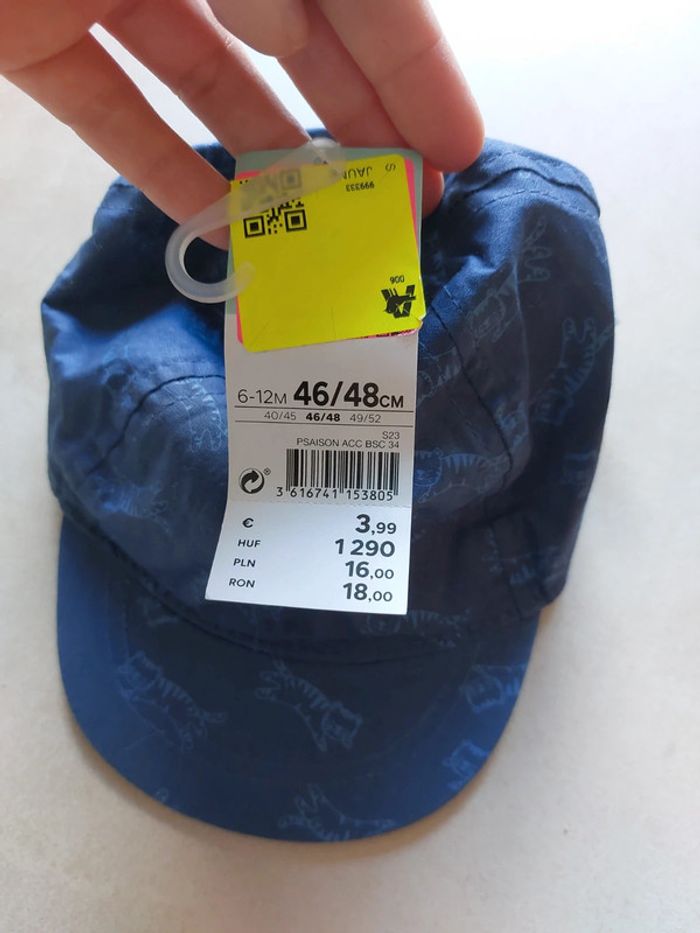 999333
JAUN
S
900
6-12M 46/48CM
40/45 46/48 49/52
S23
PSAISON ACC BSC 34
3 616741 153805
€ 3,99
HUF 1 290
PLN 16,00
RON 18,00